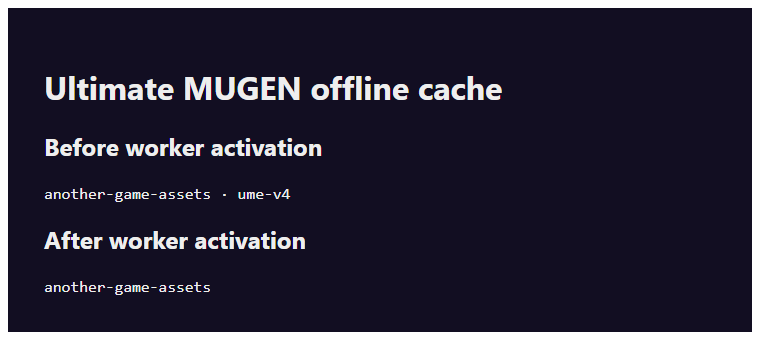 Ultimate MUGEN offline cache
Before worker activation
another-game-assets · ume-v4
After worker activation
another-game-assets